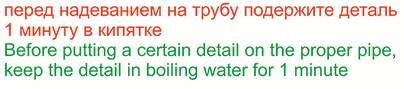 перед надеванием на трубу подержите деталь
1 минуту в кипятке
Before putting a certain detail on the proper pipe,
keep the detail in boiling water for 1 minute